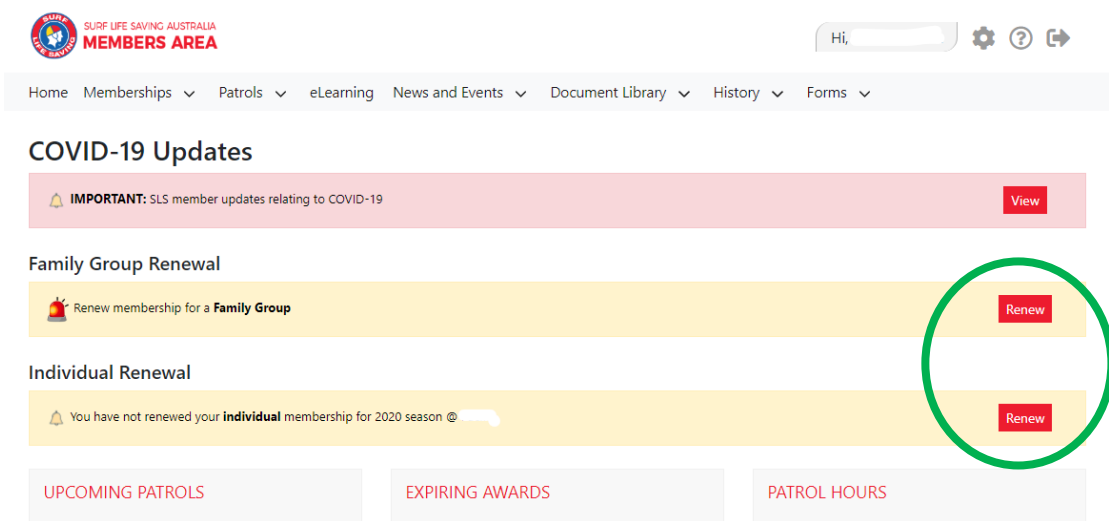 SURF LIFE SAVING AUSTRALIA
MEMBERS AREA
SURF
LIFE SAVING
Hi,
Home Memberships Patrols eLearning News and Events Document Library History Forms
COVID-19 Updates
IMPORTANT: SLS member updates relating to COVID-19 View
Family Group Renewal
Renew membership for a Family Group Renew
Individual Renewal
You have not renewed your individual membership for 2020 season @ Renew
UPCOMING PATROLS EXPIRING AWARDS PATROL HOURS